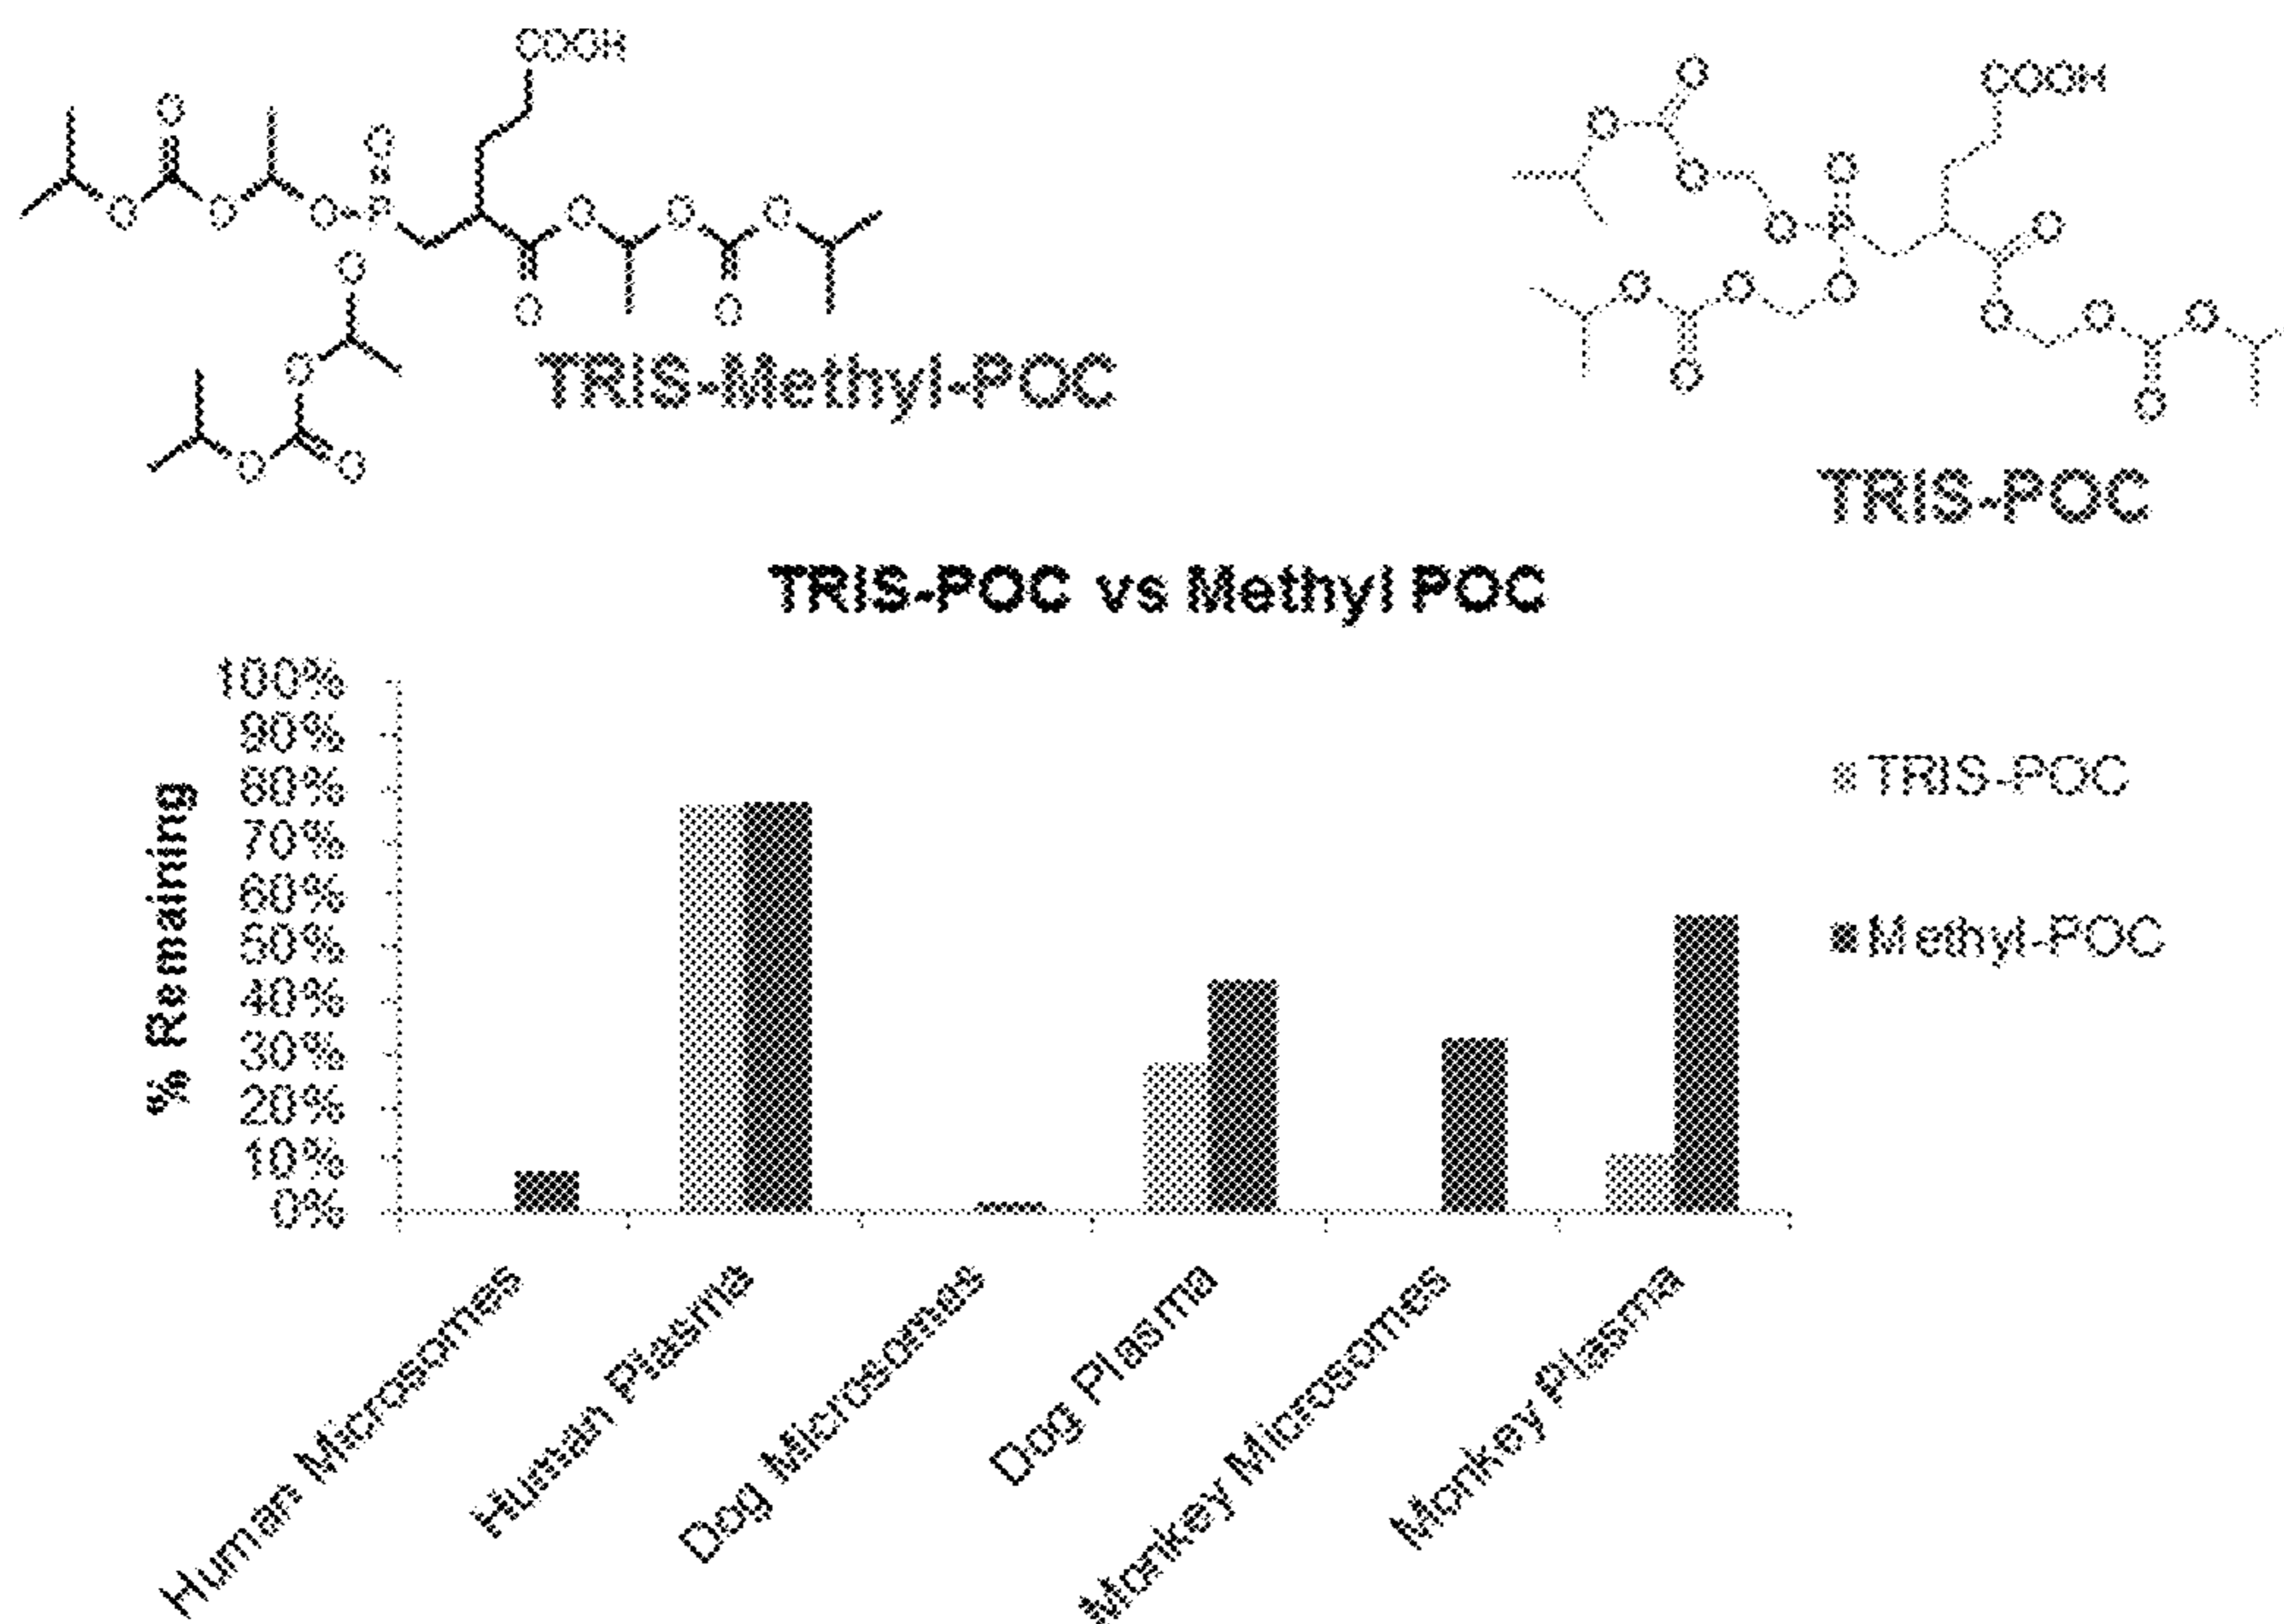 COOH
O
O
O
O
O
O-P
O
O
O
O
O
O
O
O
O
O
TRIS-Methyl-POC
O
COOH
O
O
O
O-P
O
O
O
O
O
O
O
O
O
TRIS-POC
TRIS-POC vs Methyl POC
% Remaining
100%
90%
80%
70%
60%
50%
40%
30%
20%
10%
0%
TRIS-POC
Methyl-POC
Human Microsomes
Human Plasma
Dog Microsomes
Dog Plasma
Monkey Microsomes
Monkey Plasma